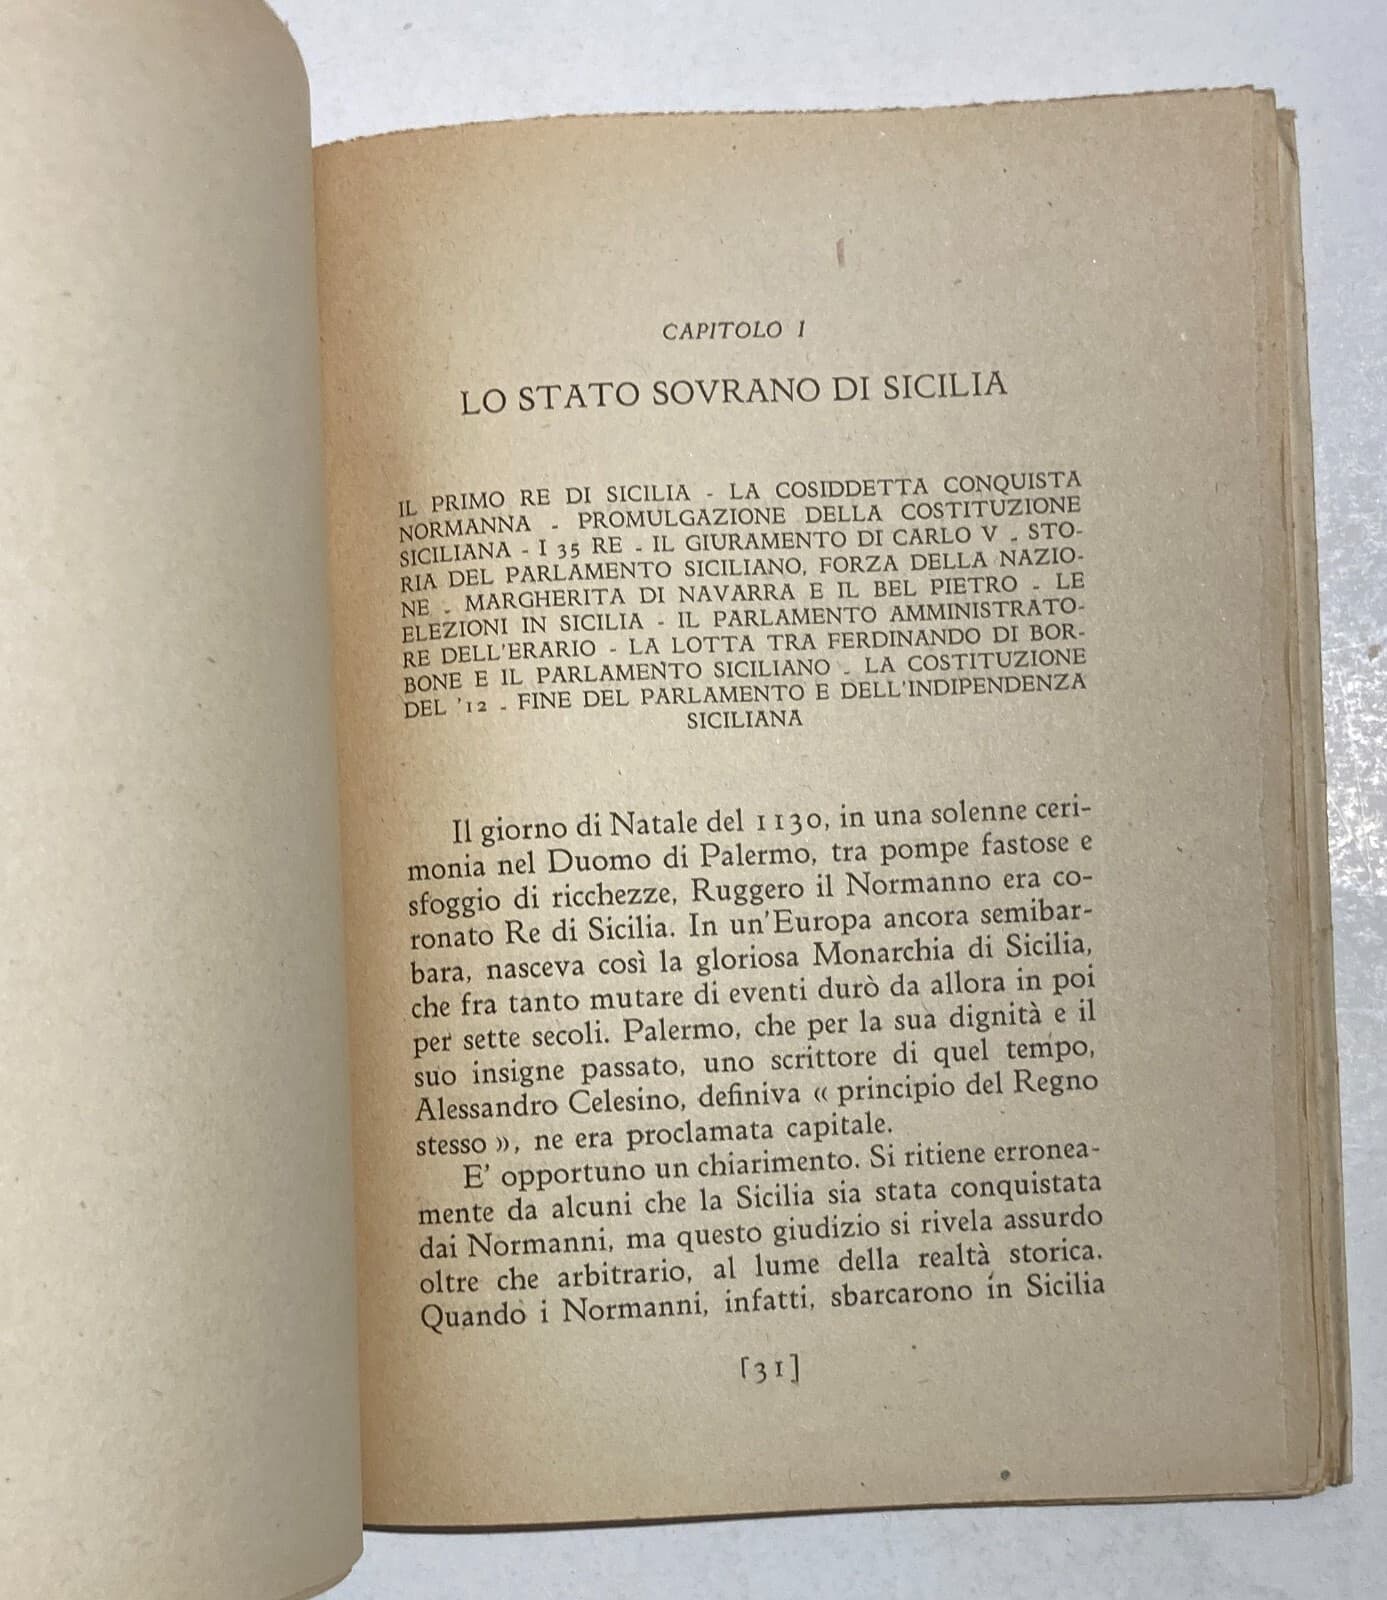 CAPITOLO I
LO STATO SOVRANO DI SICILIA
IL PRIMO RE DI SICILIA - LA COSIDDETTA CONQUISTA
NORMANNA - PROMULGAZIONE DELLA COSTITUZIONE
SICILIANA - I 35 RE - IL GIURAMENTO DI CARLO V - STO-
RIA DEL PARLAMENTO SICILIANO, FORZA DELLA NAZIO-
NE - MARGHERITA DI NAVARRA E IL BEL PIETRO - LE
ELEZIONI IN SICILIA - IL PARLAMENTO AMMINISTRATO-
RE DELL'ERARIO - LA LOTTA TRA FERDINANDO DI BOR-
BONE E IL PARLAMENTO SICILIANO - LA COSTITUZIONE
DEL '12 - FINE DEL PARLAMENTO E DELL'INDIPENDENZA
SICILIANA
Il giorno di Natale del 1130, in una solenne ceri-
monia nel Duomo di Palermo, tra pompe fastose e
sfoggio di ricchezze, Ruggero il Normanno era co-
ronato Re di Sicilia. In un'Europa ancora semibar-
bara, nasceva così la gloriosa Monarchia di Sicilia,
che fra tanto mutare di eventi durò da allora in poi
per sette secoli. Palermo, che per la sua dignità e il
suo insigne passato, uno scrittore di quel tempo,
Alessandro Celesino, definiva « principio del Regno
stesso », ne era proclamata capitale.
E' opportuno un chiarimento. Si ritiene erronea-
mente da alcuni che la Sicilia sia stata conquistata
dai Normanni, ma questo giudizio si rivela assurdo
oltre che arbitrario, al lume della realtà storica.
Quando i Normanni, infatti, sbarcarono in Sicilia
[31]